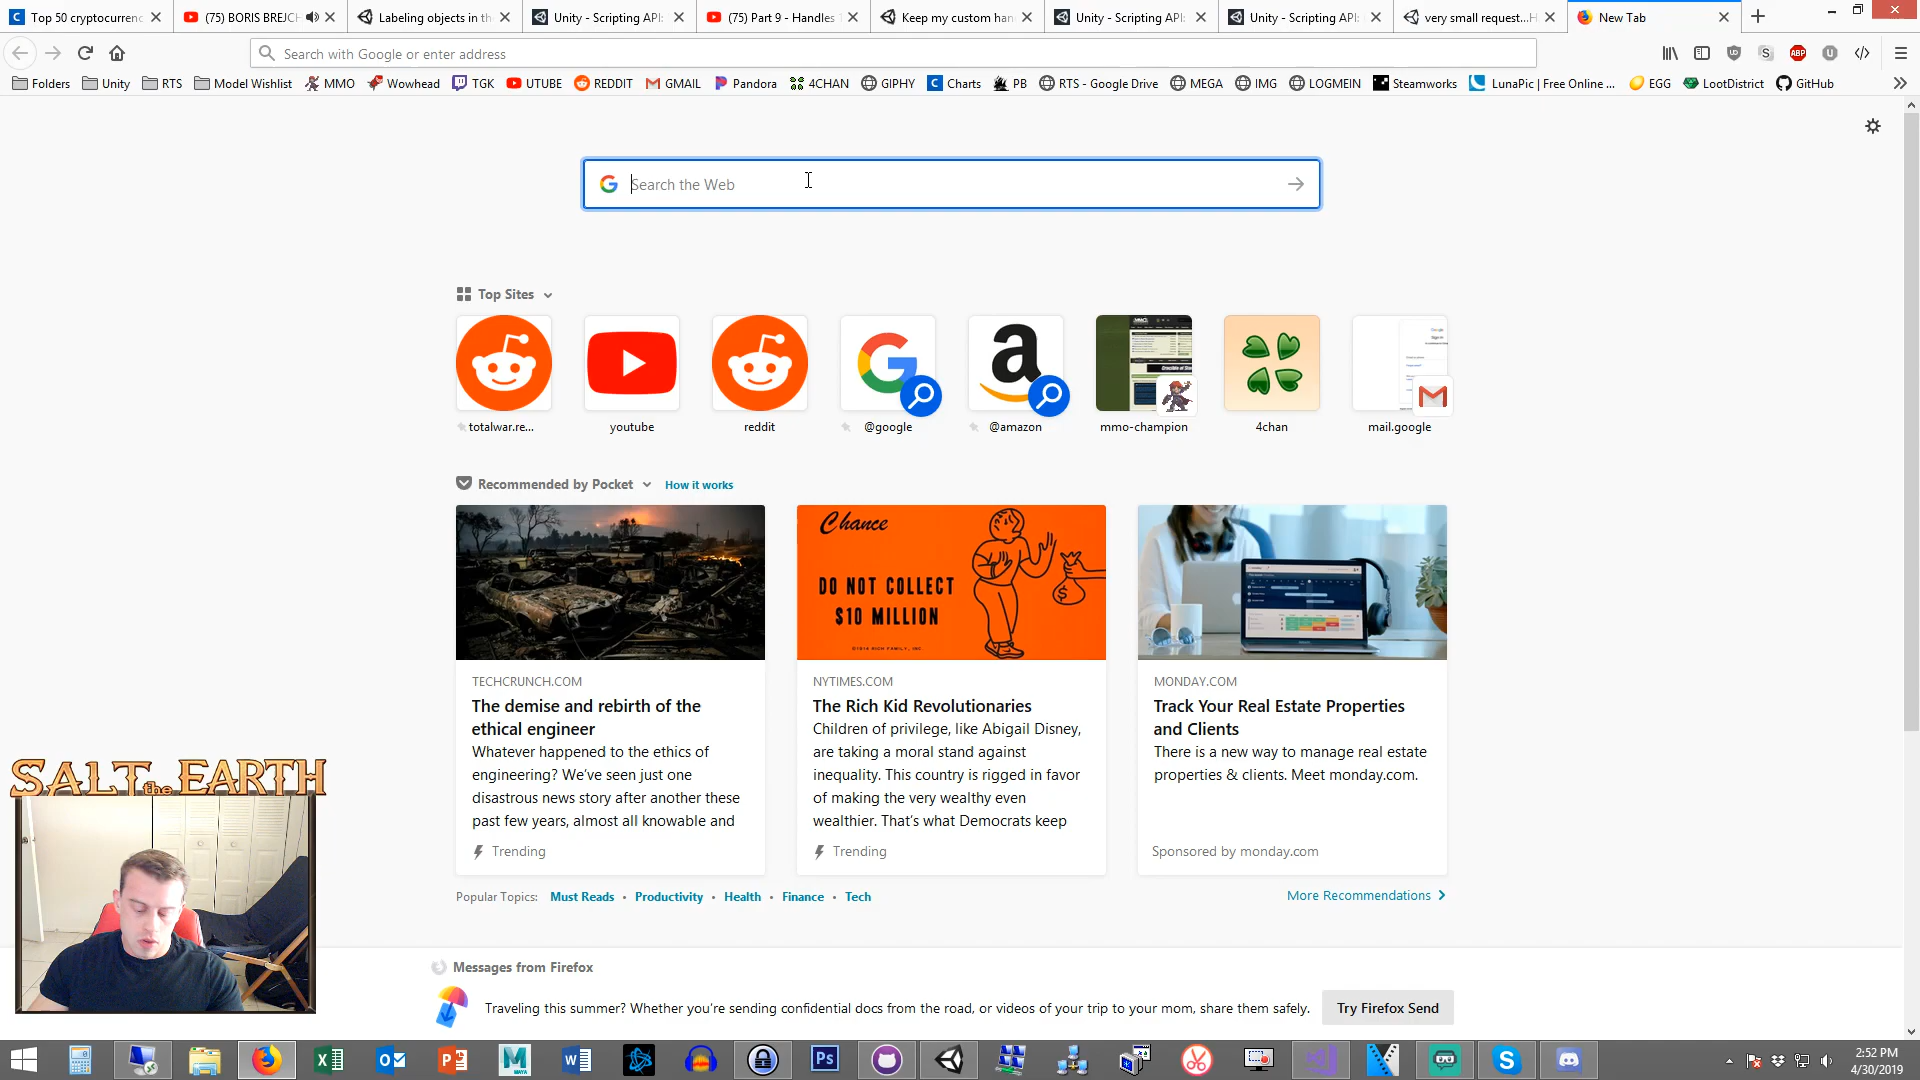 Top 50 cryptocurrenc
(75) BORIS BREJCH
Labeling objects in th
Unity - Scripting API:
(75) Part 9 - Handles
Keep my custom han
Unity - Scripting API:
Unity - Scripting API:
very small request...H
New Tab
Search with Google or enter address
Folders
Unity
RTS
Model Wishlist
MMO
Wowhead
TGK
UTUBE
REDDIT
GMAIL
Pandora
4CHAN
GIPHY
Charts
PB
RTS - Google Drive
MEGA
IMG
LOGMEIN
Steamworks
LunaPic | Free Online ...
EGG
LootDistrict
GitHub
Search the Web
Top Sites
totalwar.re...
youtube
reddit
@google
@amazon
mmo-champion
4chan
mail.google
Recommended by Pocket
How it works
Chance
DO NOT COLLECT
$10 MILLION
TECHCRUNCH.COM
The demise and rebirth of the
ethical engineer
Whatever happened to the ethics of
engineering? We've seen just one
disastrous news story after another these
past few years, almost all knowable and
Trending
NYTIMES.COM
The Rich Kid Revolutionaries
Children of privilege, like Abigail Disney,
are taking a moral stand against
inequality. This country is rigged in favor
of making the very wealthy even
wealthier. That's what Democrats keep
Trending
MONDAY.COM
Track Your Real Estate Properties
and Clients
There is a new way to manage real estate
properties & clients. Meet monday.com.
Sponsored by monday.com
Popular Topics: Must Reads • Productivity • Health • Finance • Tech
More Recommendations
SALT the EARTH
Messages from Firefox
Traveling this summer? Whether you're sending confidential docs from the road, or videos of your trip to your mom, share them safely.
Try Firefox Send
2:52 PM
4/30/2019